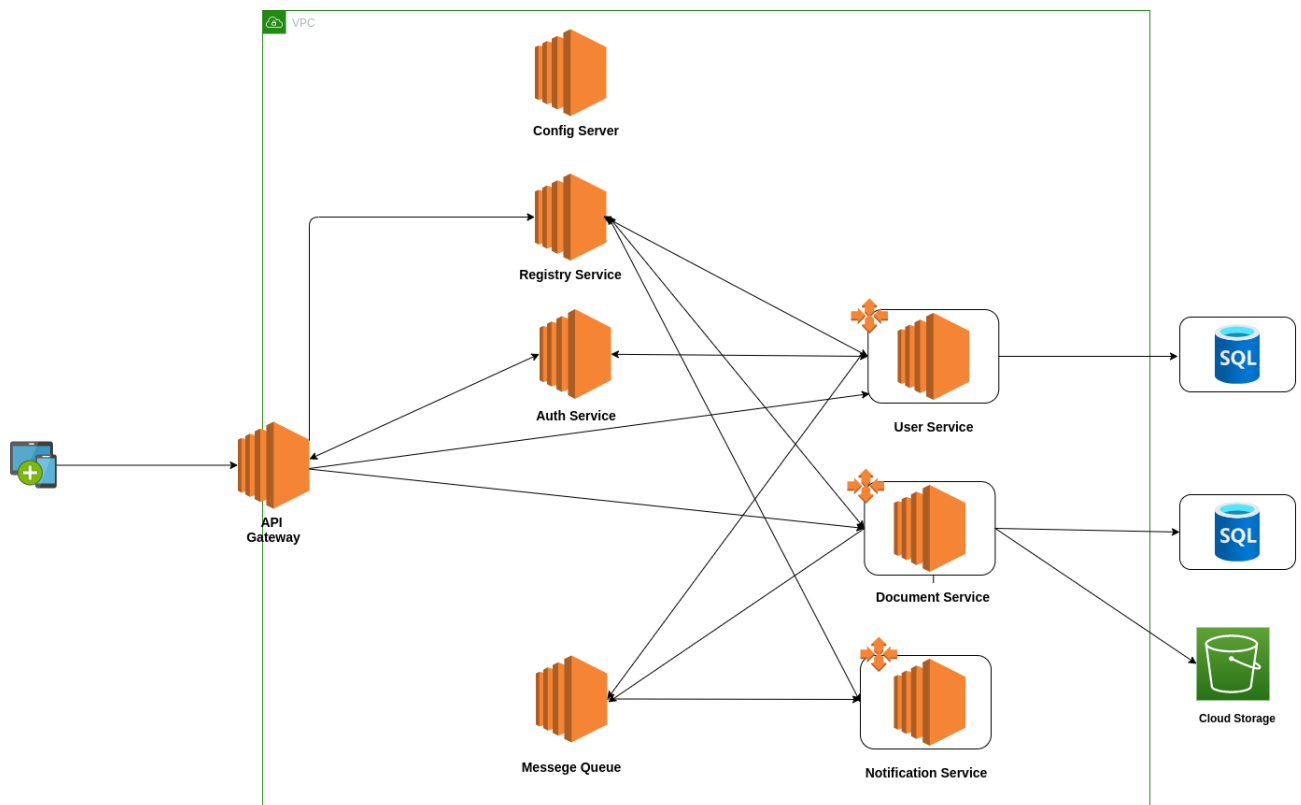 VPC
Config Server
Registry Service
Auth Service
User Service
SQL
API
Gateway
SQL
Document Service
Cloud Storage
Messege Queue
Notification Service